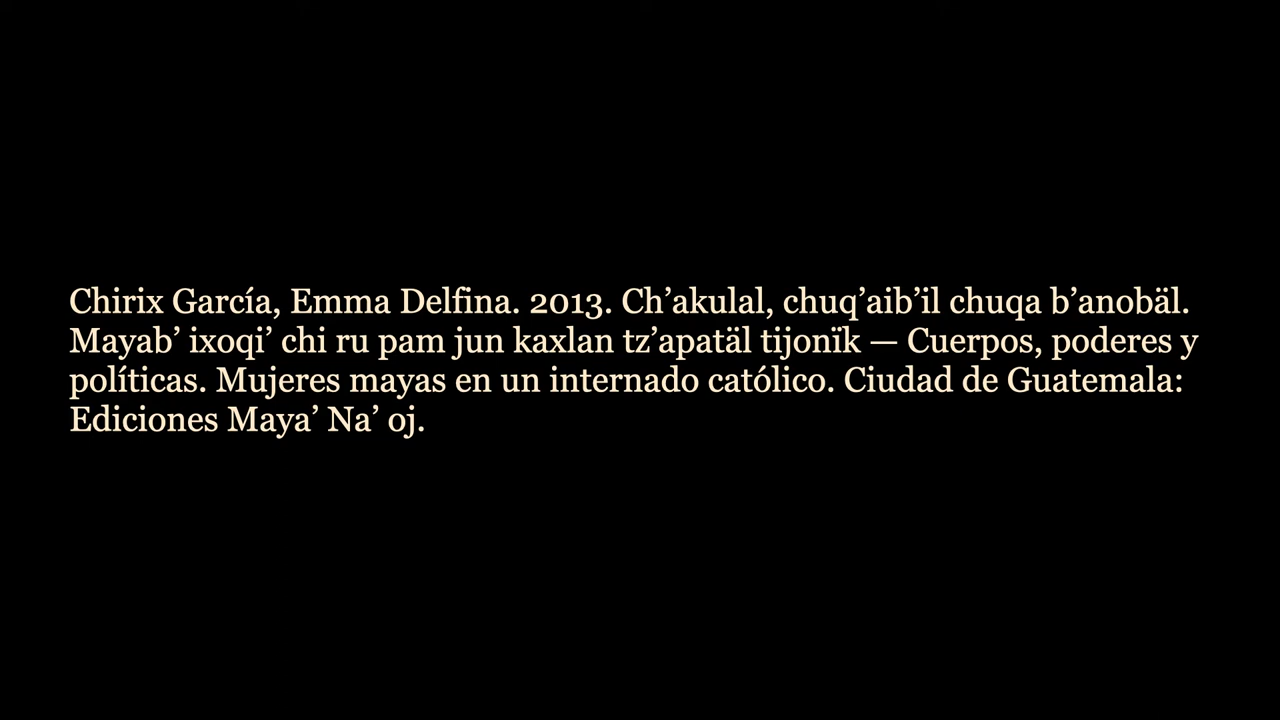 Chirix García, Emma Delfina. 2013. Ch’akulal, chuq’aib’il chuqa b’anobäl.
Mayab’ ixoqi’ chi ru pam jun kaxlan tz’apatäl tijonïk — Cuerpos, poderes y
políticas. Mujeres mayas en un internado católico. Ciudad de Guatemala:
Ediciones Maya’ Na’ oj.